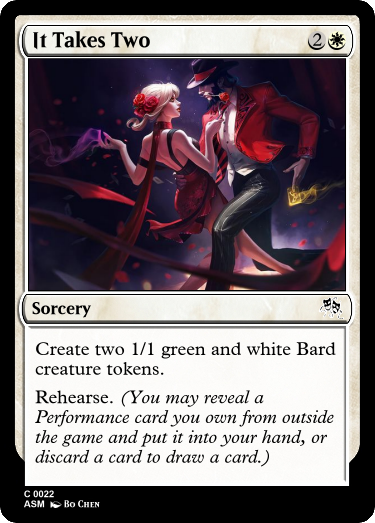 It Takes Two
2
Sorcery
Create two 1/1 green and white Bard
creature tokens.
Rehearse. (You may reveal a
Performance card you own from outside
the game and put it into your hand, or
discard a card to draw a card.)
C 0022
ASM Bo Chen